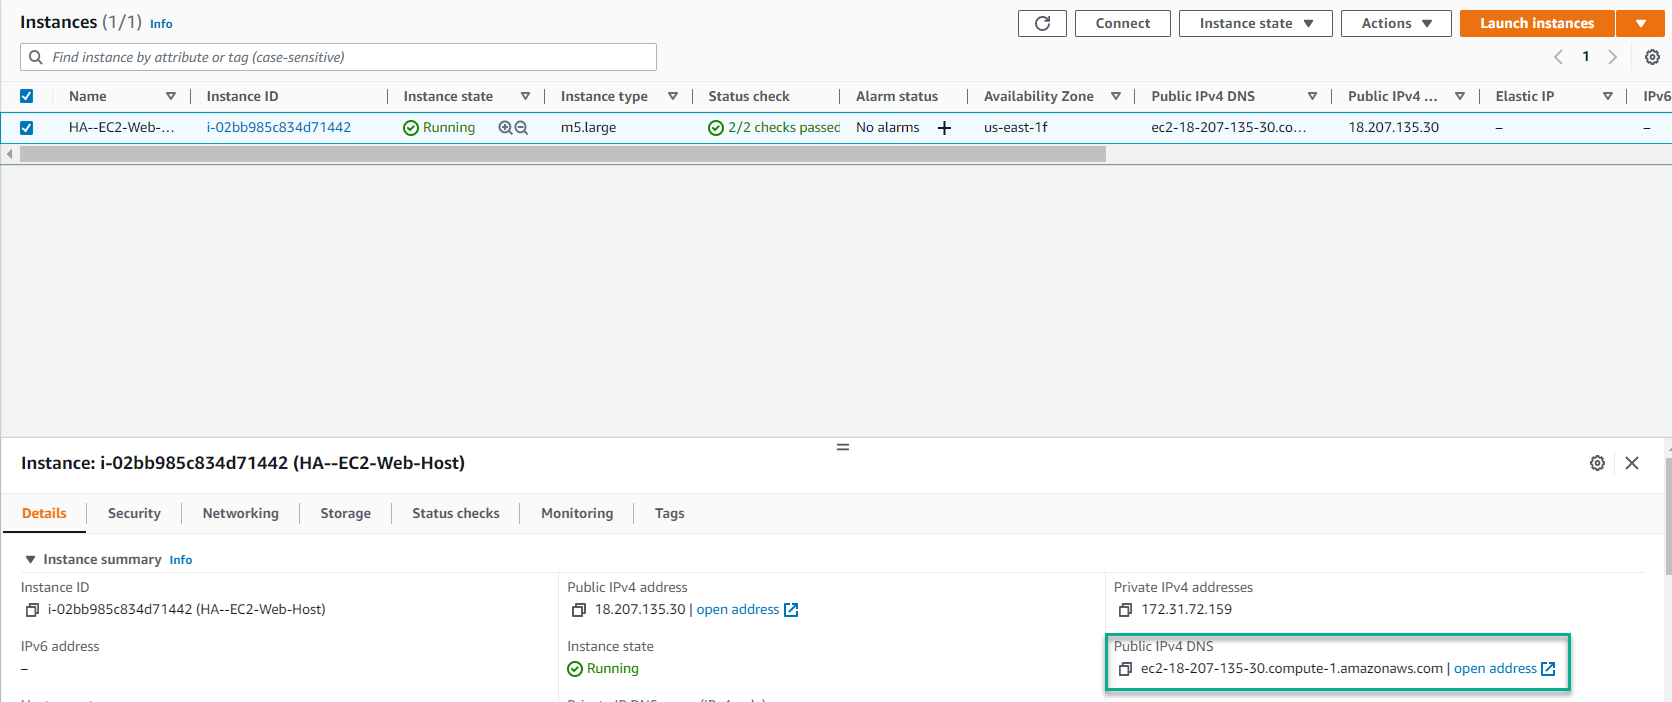 Instances (1/1) Info
Connect
Instance state
Actions
Launch instances
Find instance by attribute or tag (case-sensitive)
1
Name Instance ID Instance state Instance type Status check Alarm status Availability Zone Public IPv4 DNS Public IPv4 ... Elastic IP IPv6
HA--EC2-Web-... i-02bb985c834d71442 Running m5.large 2/2 checks passed No alarms + us-east-1f ec2-18-207-135-30.co... 18.207.135.30 – –
Instance: i-02bb985c834d71442 (HA--EC2-Web-Host)
Details Security Networking Storage Status checks Monitoring Tags
Instance summary Info
Instance ID
i-02bb985c834d71442 (HA--EC2-Web-Host)
Public IPv4 address
18.207.135.30 | open address
Private IPv4 addresses
172.31.72.159
IPv6 address
–
Instance state
Running
Public IPv4 DNS
ec2-18-207-135-30.compute-1.amazonaws.com | open address